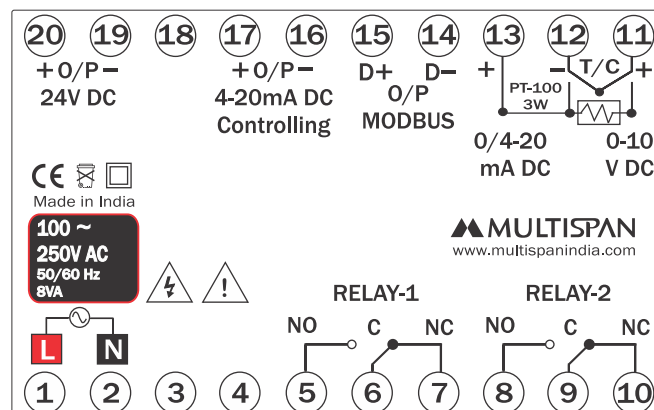 20 19 18 17 16 15 14 13 12 11
+ O/P − + O/P − D+ D− + − T/C +
24V DC 4-20mA DC O/P PT-100
Controlling MODBUS 3W
0/4-20 0-10
mA DC V DC
CE
Made in India
100 ~
250V AC
50/60 Hz
8VA
MULTISPAN
www.multispanindia.com
RELAY-1 RELAY-2
NO C NC NO C NC
L N
1 2 3 4 5 6 7 8 9 10